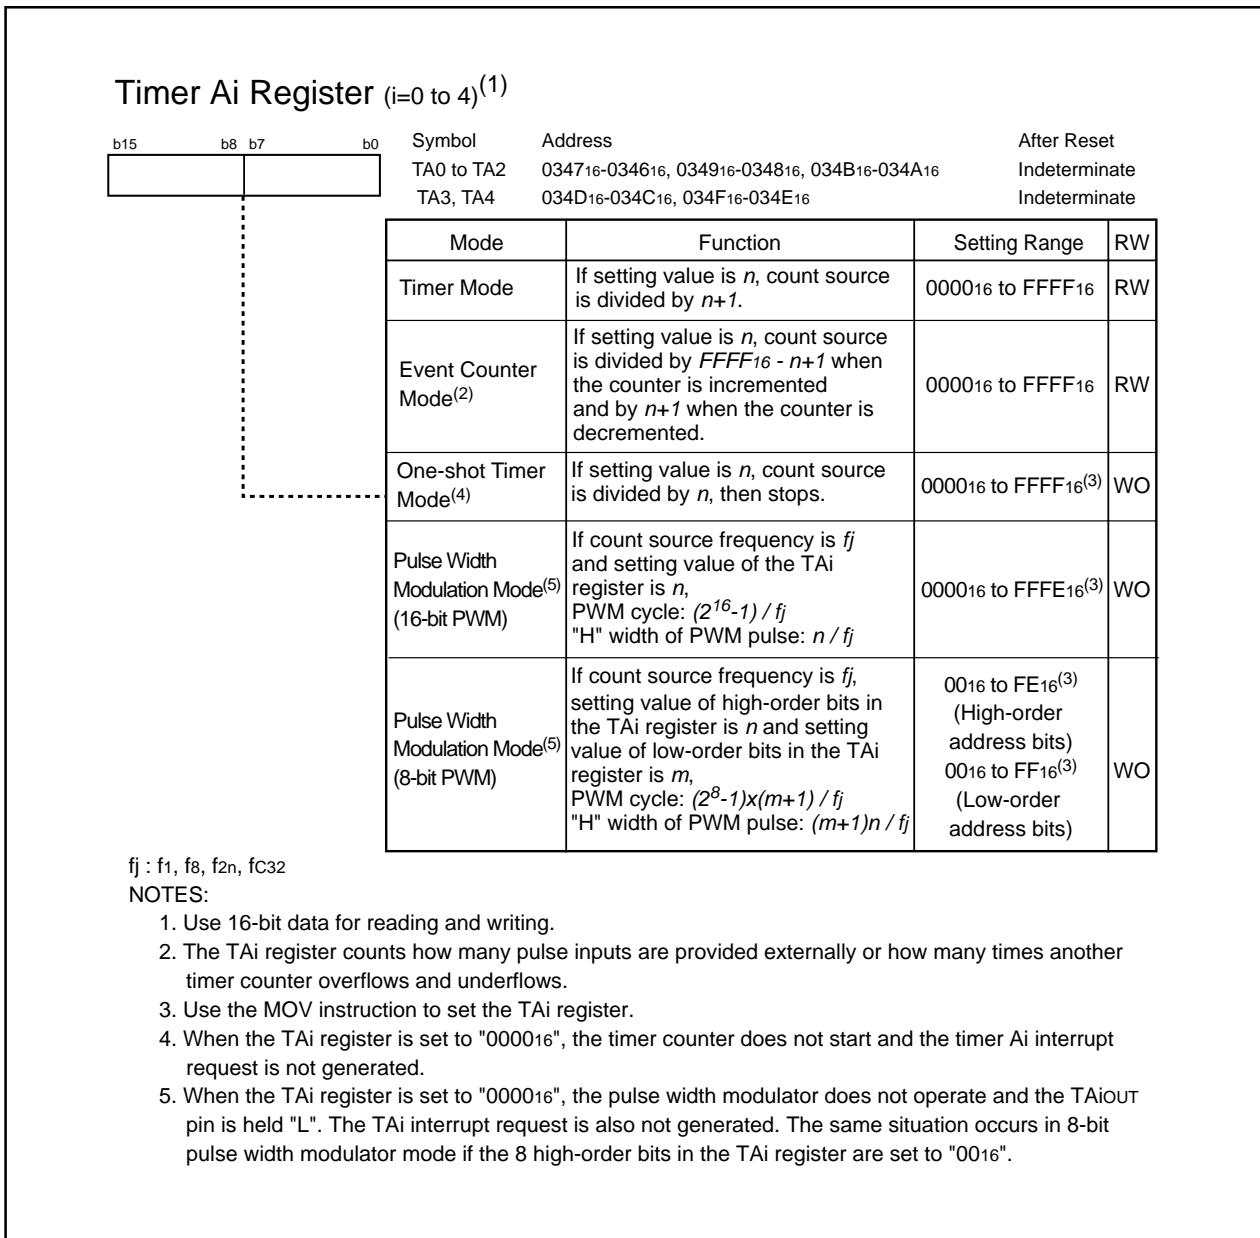 Timer Ai Register (i=0 to 4)(1)
b15 b8 b7 b0
Symbol Address After Reset
TA0 to TA2 034716-034616, 034916-034816, 034B16-034A16 Indeterminate
TA3, TA4 034D16-034C16, 034F16-034E16 Indeterminate
Mode Function Setting Range RW
Timer Mode
If setting value is n, count source
is divided by n+1.
000016 to FFFF16 RW
Event Counter
Mode(2)
If setting value is n, count source
is divided by FFFF16 - n+1 when
the counter is incremented
and by n+1 when the counter is
decremented.
000016 to FFFF16 RW
One-shot Timer
Mode(4)
If setting value is n, count source
is divided by n, then stops.
000016 to FFFF16(3) WO
Pulse Width
Modulation Mode(5)
(16-bit PWM)
If count source frequency is fj
and setting value of the TAi
register is n,
PWM cycle: (216-1) / fj
"H" width of PWM pulse: n / fj
000016 to FFFE16(3) WO
Pulse Width
Modulation Mode(5)
(8-bit PWM)
If count source frequency is fj,
setting value of high-order bits in
the TAi register is n and setting
value of low-order bits in the TAi
register is m,
PWM cycle: (28-1)x(m+1) / fj
"H" width of PWM pulse: (m+1)n / fj
0016 to FE16(3)
(High-order
address bits)
0016 to FF16(3)
(Low-order
address bits)
WO
fj : f1, f8, f2n, fC32
NOTES:
1. Use 16-bit data for reading and writing.
2. The TAi register counts how many pulse inputs are provided externally or how many times another
timer counter overflows and underflows.
3. Use the MOV instruction to set the TAi register.
4. When the TAi register is set to "000016", the timer counter does not start and the timer Ai interrupt
request is not generated.
5. When the TAi register is set to "000016", the pulse width modulator does not operate and the TAiOUT
pin is held "L". The TAi interrupt request is also not generated. The same situation occurs in 8-bit
pulse width modulator mode if the 8 high-order bits in the TAi register are set to "0016".